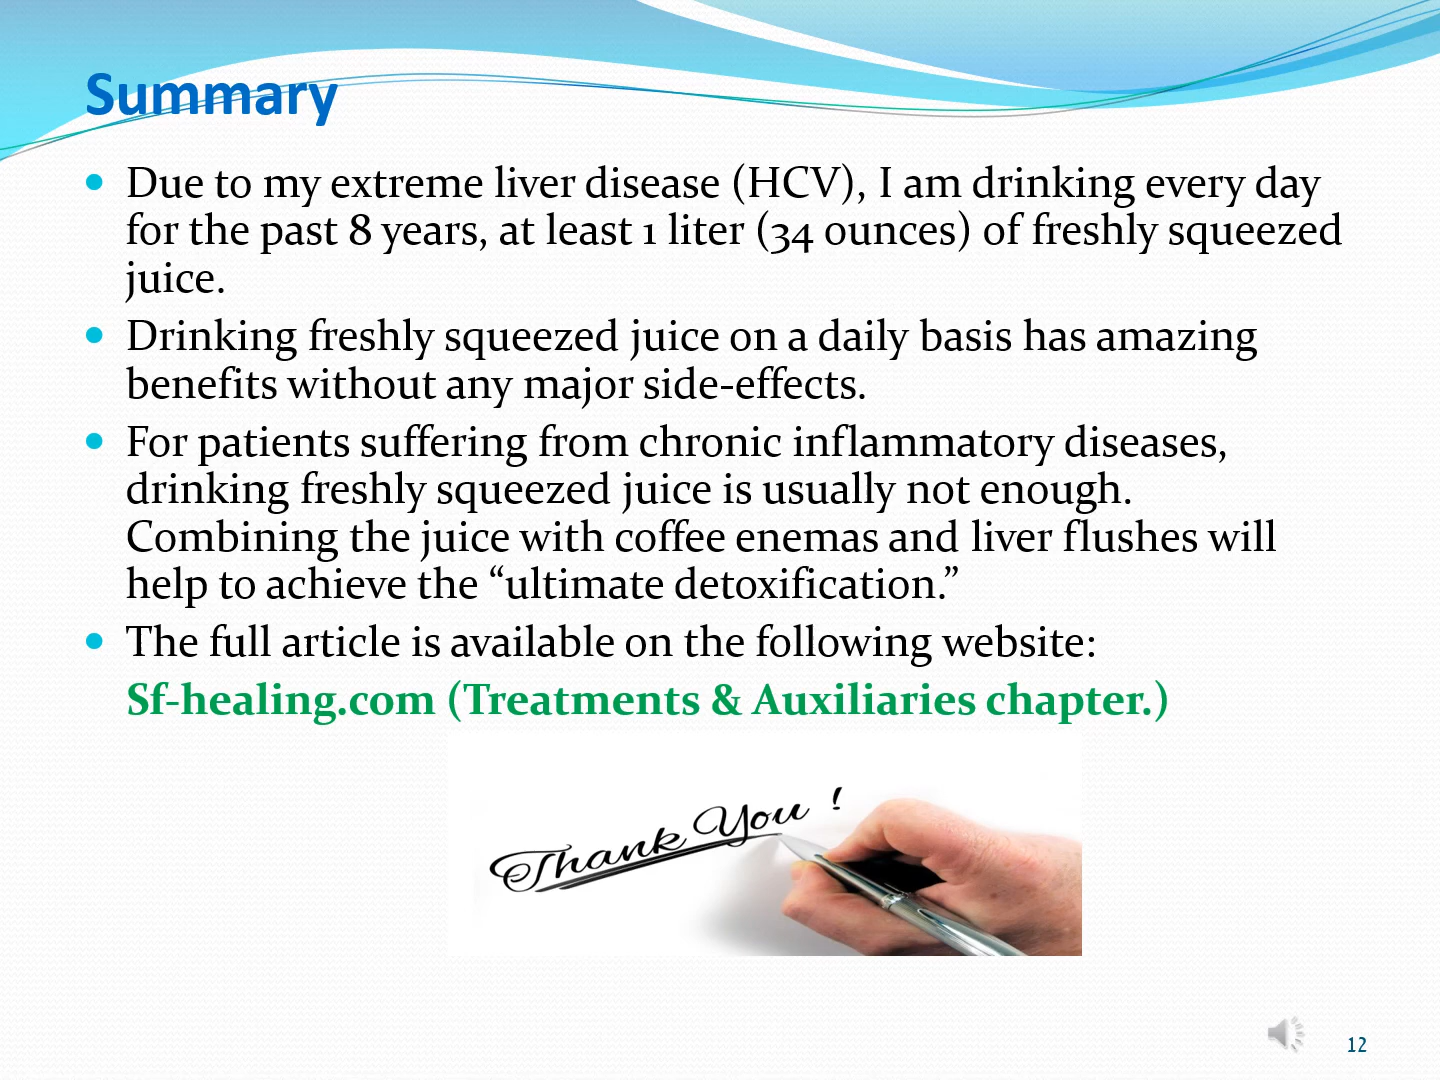 Summary
Due to my extreme liver disease (HCV), I am drinking every day
for the past 8 years, at least 1 liter (34 ounces) of freshly squeezed
juice.
Drinking freshly squeezed juice on a daily basis has amazing
benefits without any major side-effects.
For patients suffering from chronic inflammatory diseases,
drinking freshly squeezed juice is usually not enough.
Combining the juice with coffee enemas and liver flushes will
help to achieve the “ultimate detoxification.”
The full article is available on the following website:
Sf-healing.com (Treatments & Auxiliaries chapter.)
Thank You !
12